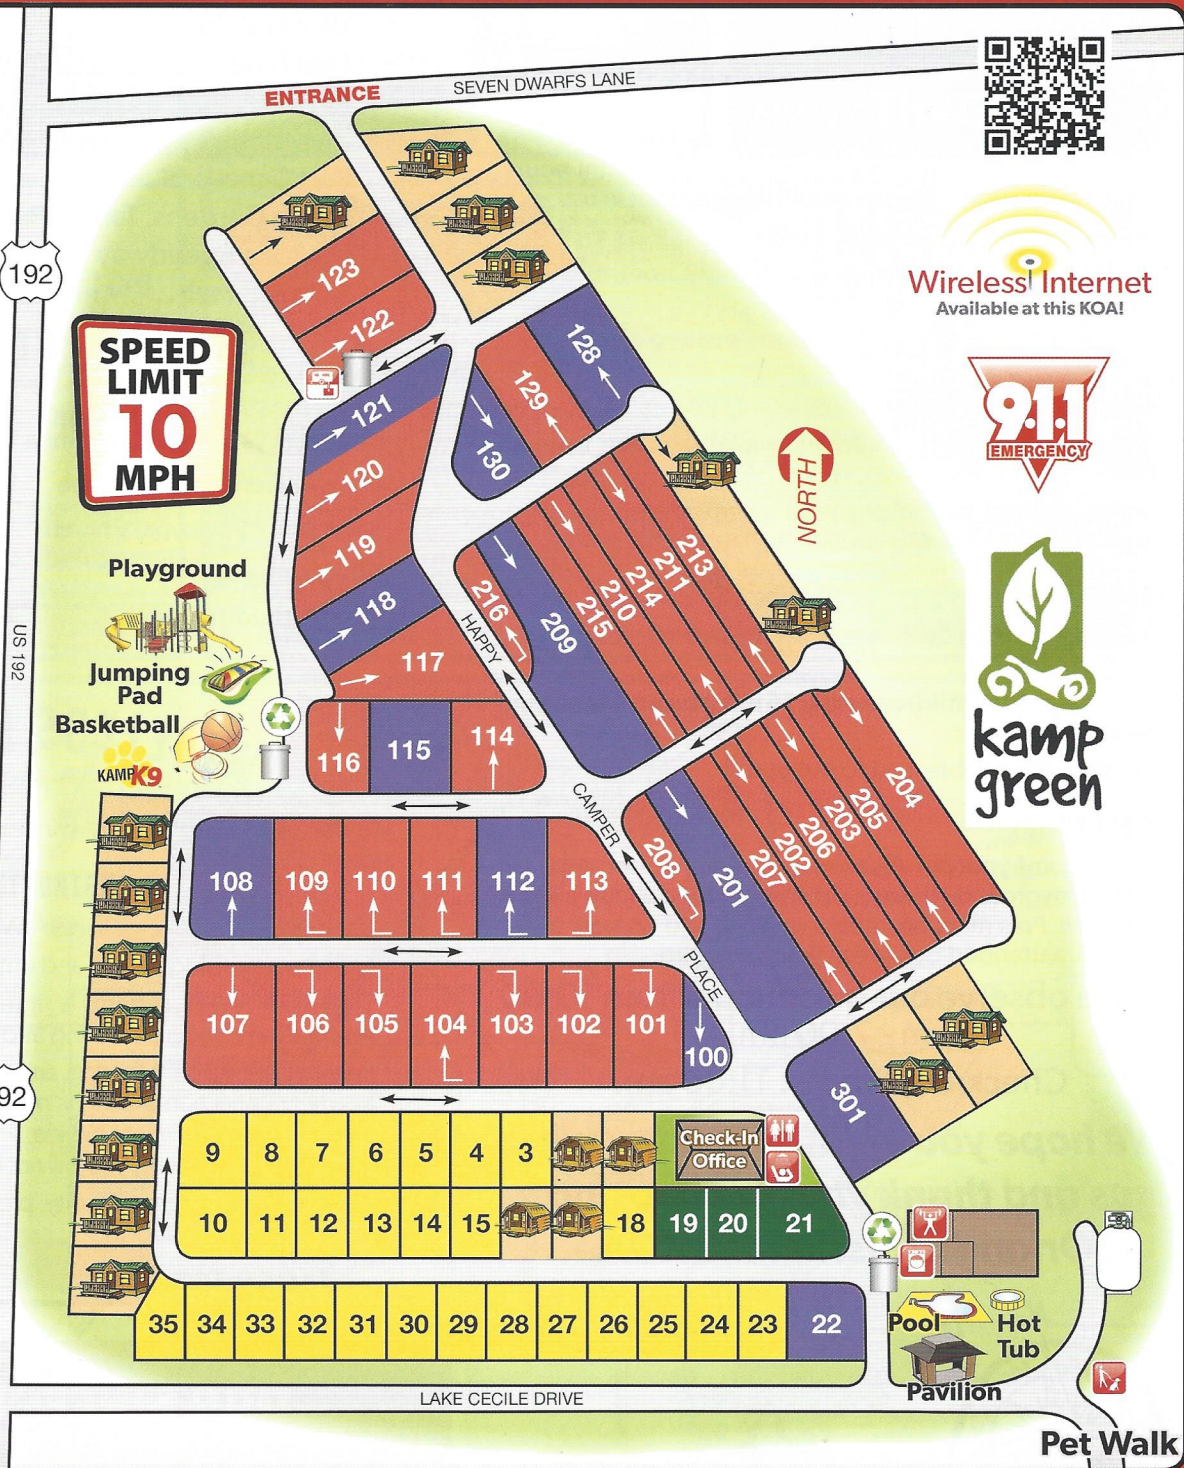 ENTRANCE
SEVEN DWARFS LANE
192
SPEED
LIMIT
10
MPH
Wireless Internet
Available at this KOA!
911
EMERGENCY
NORTH
kamp
green
US 192
Playground
Jumping
Pad
Basketball
KAMPK9
123
122
121
120
119
118
117
116
115
114
128
129
130
213
211
214
210
215
209
216
HAPPY
CAMPER
PLACE
204
205
203
206
202
207
201
208
108
109
110
111
112
113
107
106
105
104
103
102
101
100
301
92
9
8
7
6
5
4
3
Check-In
Office
10
11
12
13
14
15
18
19
20
21
35
34
33
32
31
30
29
28
27
26
25
24
23
22
Pool
Hot
Tub
Pavilion
LAKE CECILE DRIVE
Pet Walk